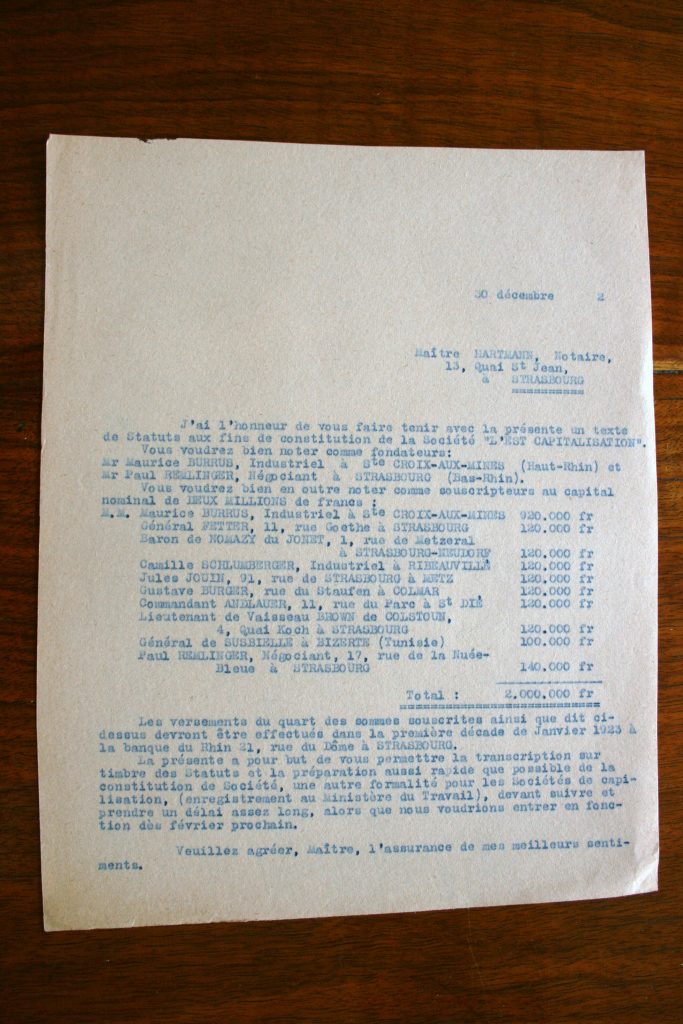 30 décembre 2
Maître HARTMANN, Notaire,
13, Quai St Jean,
à STRASBOURG
J'ai l'honneur de vous faire tenir avec la présente un texte
de Statuts aux fins de constitution de la Société "L'EST CAPITALISATION".
Vous voudrez bien noter comme fondateurs:
Mr Maurice BURRUS, Industriel à Ste CROIX-AUX-MINES (Haut-Rhin) et
Mr Paul REMLINGER, Négociant à STRASBOURG (Bas-Rhin).
Vous voudrez bien en outre noter comme souscripteurs au capital
nominal de DEUX MILLIONS de francs :
M.M. Maurice BURRUS, Industriel à Ste CROIX-AUX-MINES 920.000 fr
Général FETTER, 11, rue Goethe à STRASBOURG 120.000 fr
Baron de NOMAZY du JONET, 1, rue de Metzeral
à STRASBOURG-NEUDORF 120.000 fr
Camille SCHLUMBERGER, Industriel à RIBEAUVILLÉ 120.000 fr
Jules JOUIN, 91, rue de STRASBOURG à METZ 120.000 fr
Gustave BURGER, rue du Staufen à COLMAR 120.000 fr
Commandant ANDLAUER, 11, rue du Parc à St DIÉ 120.000 fr
Lieutenant de Vaisseau BROWN de COLSTOUN,
4, Quai Koch à STRASBOURG 120.000 fr
Général de SUSBIELLE à BIZERTE (Tunisie) 100.000 fr
Paul REMLINGER, Négociant, 17, rue de la Nuée-
Bleue à STRASBOURG 140.000 fr
Total : 2.000.000 fr
Les versements du quart des sommes souscrites ainsi que dit ci-
dessus devront être effectués dans la première décade de Janvier 1923 à
la banque du Rhin 21, rue du Dôme à STRASBOURG.
La présente a pour but de vous permettre la transcription sur
timbre des Statuts et la préparation aussi rapide que possible de la
constitution de Société, une autre formalité pour les Sociétés de capi-
lisation, (enregistrement au Ministère du Travail), devant suivre et
prendre un délai assez long, alors que nous voudrions entrer en fonc-
tion dès février prochain.
Veuillez agréer, Maître, l'assurance de mes meilleurs senti-
ments.